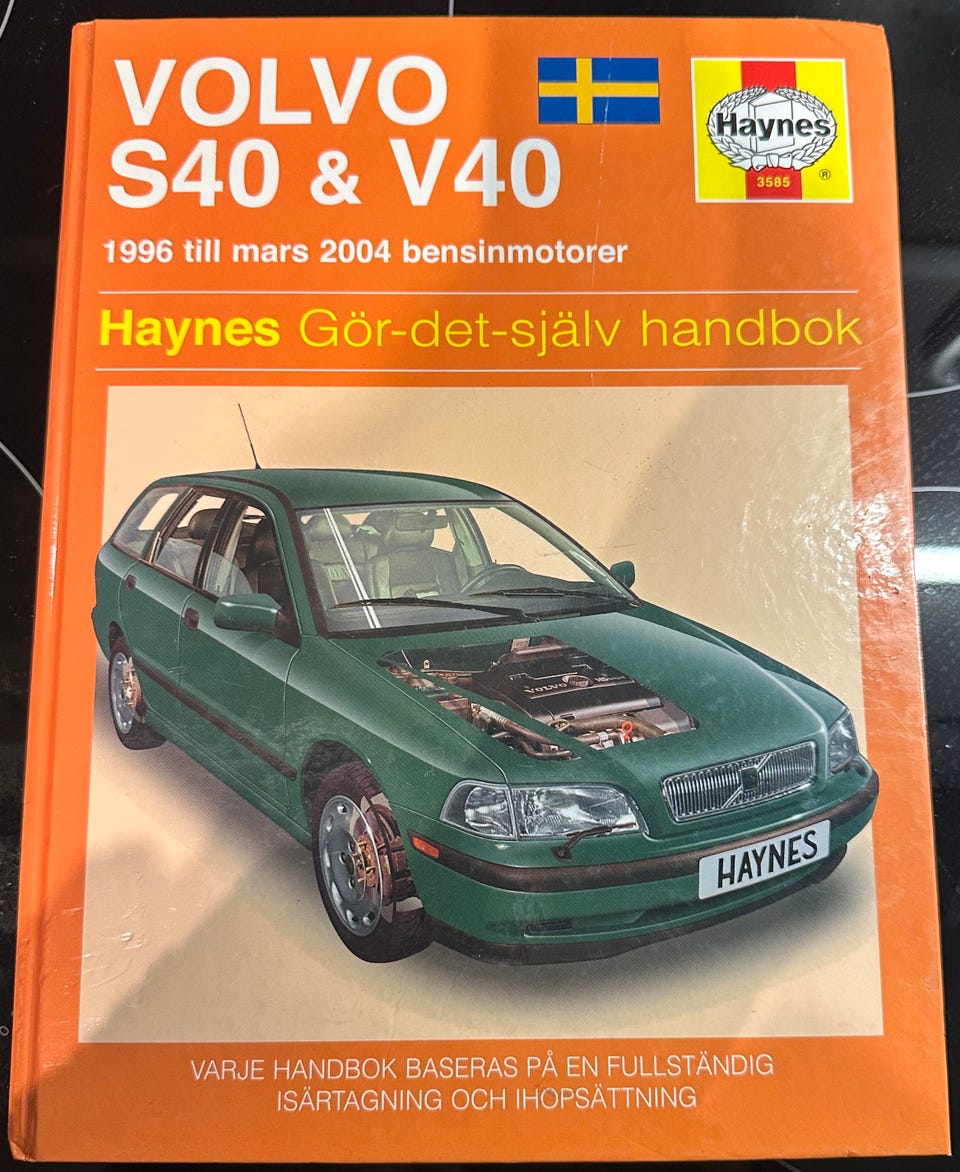 VOLVO
S40 & V40
Haynes
3585
®
1996 till mars 2004 bensinmotorer
Haynes Gör-det-själv handbok
VOLVO
HAYNES
VARJE HANDBOK BASERAS PÅ EN FULLSTÄNDIG
ISÄRTAGNING OCH IHOPSÄTTNING